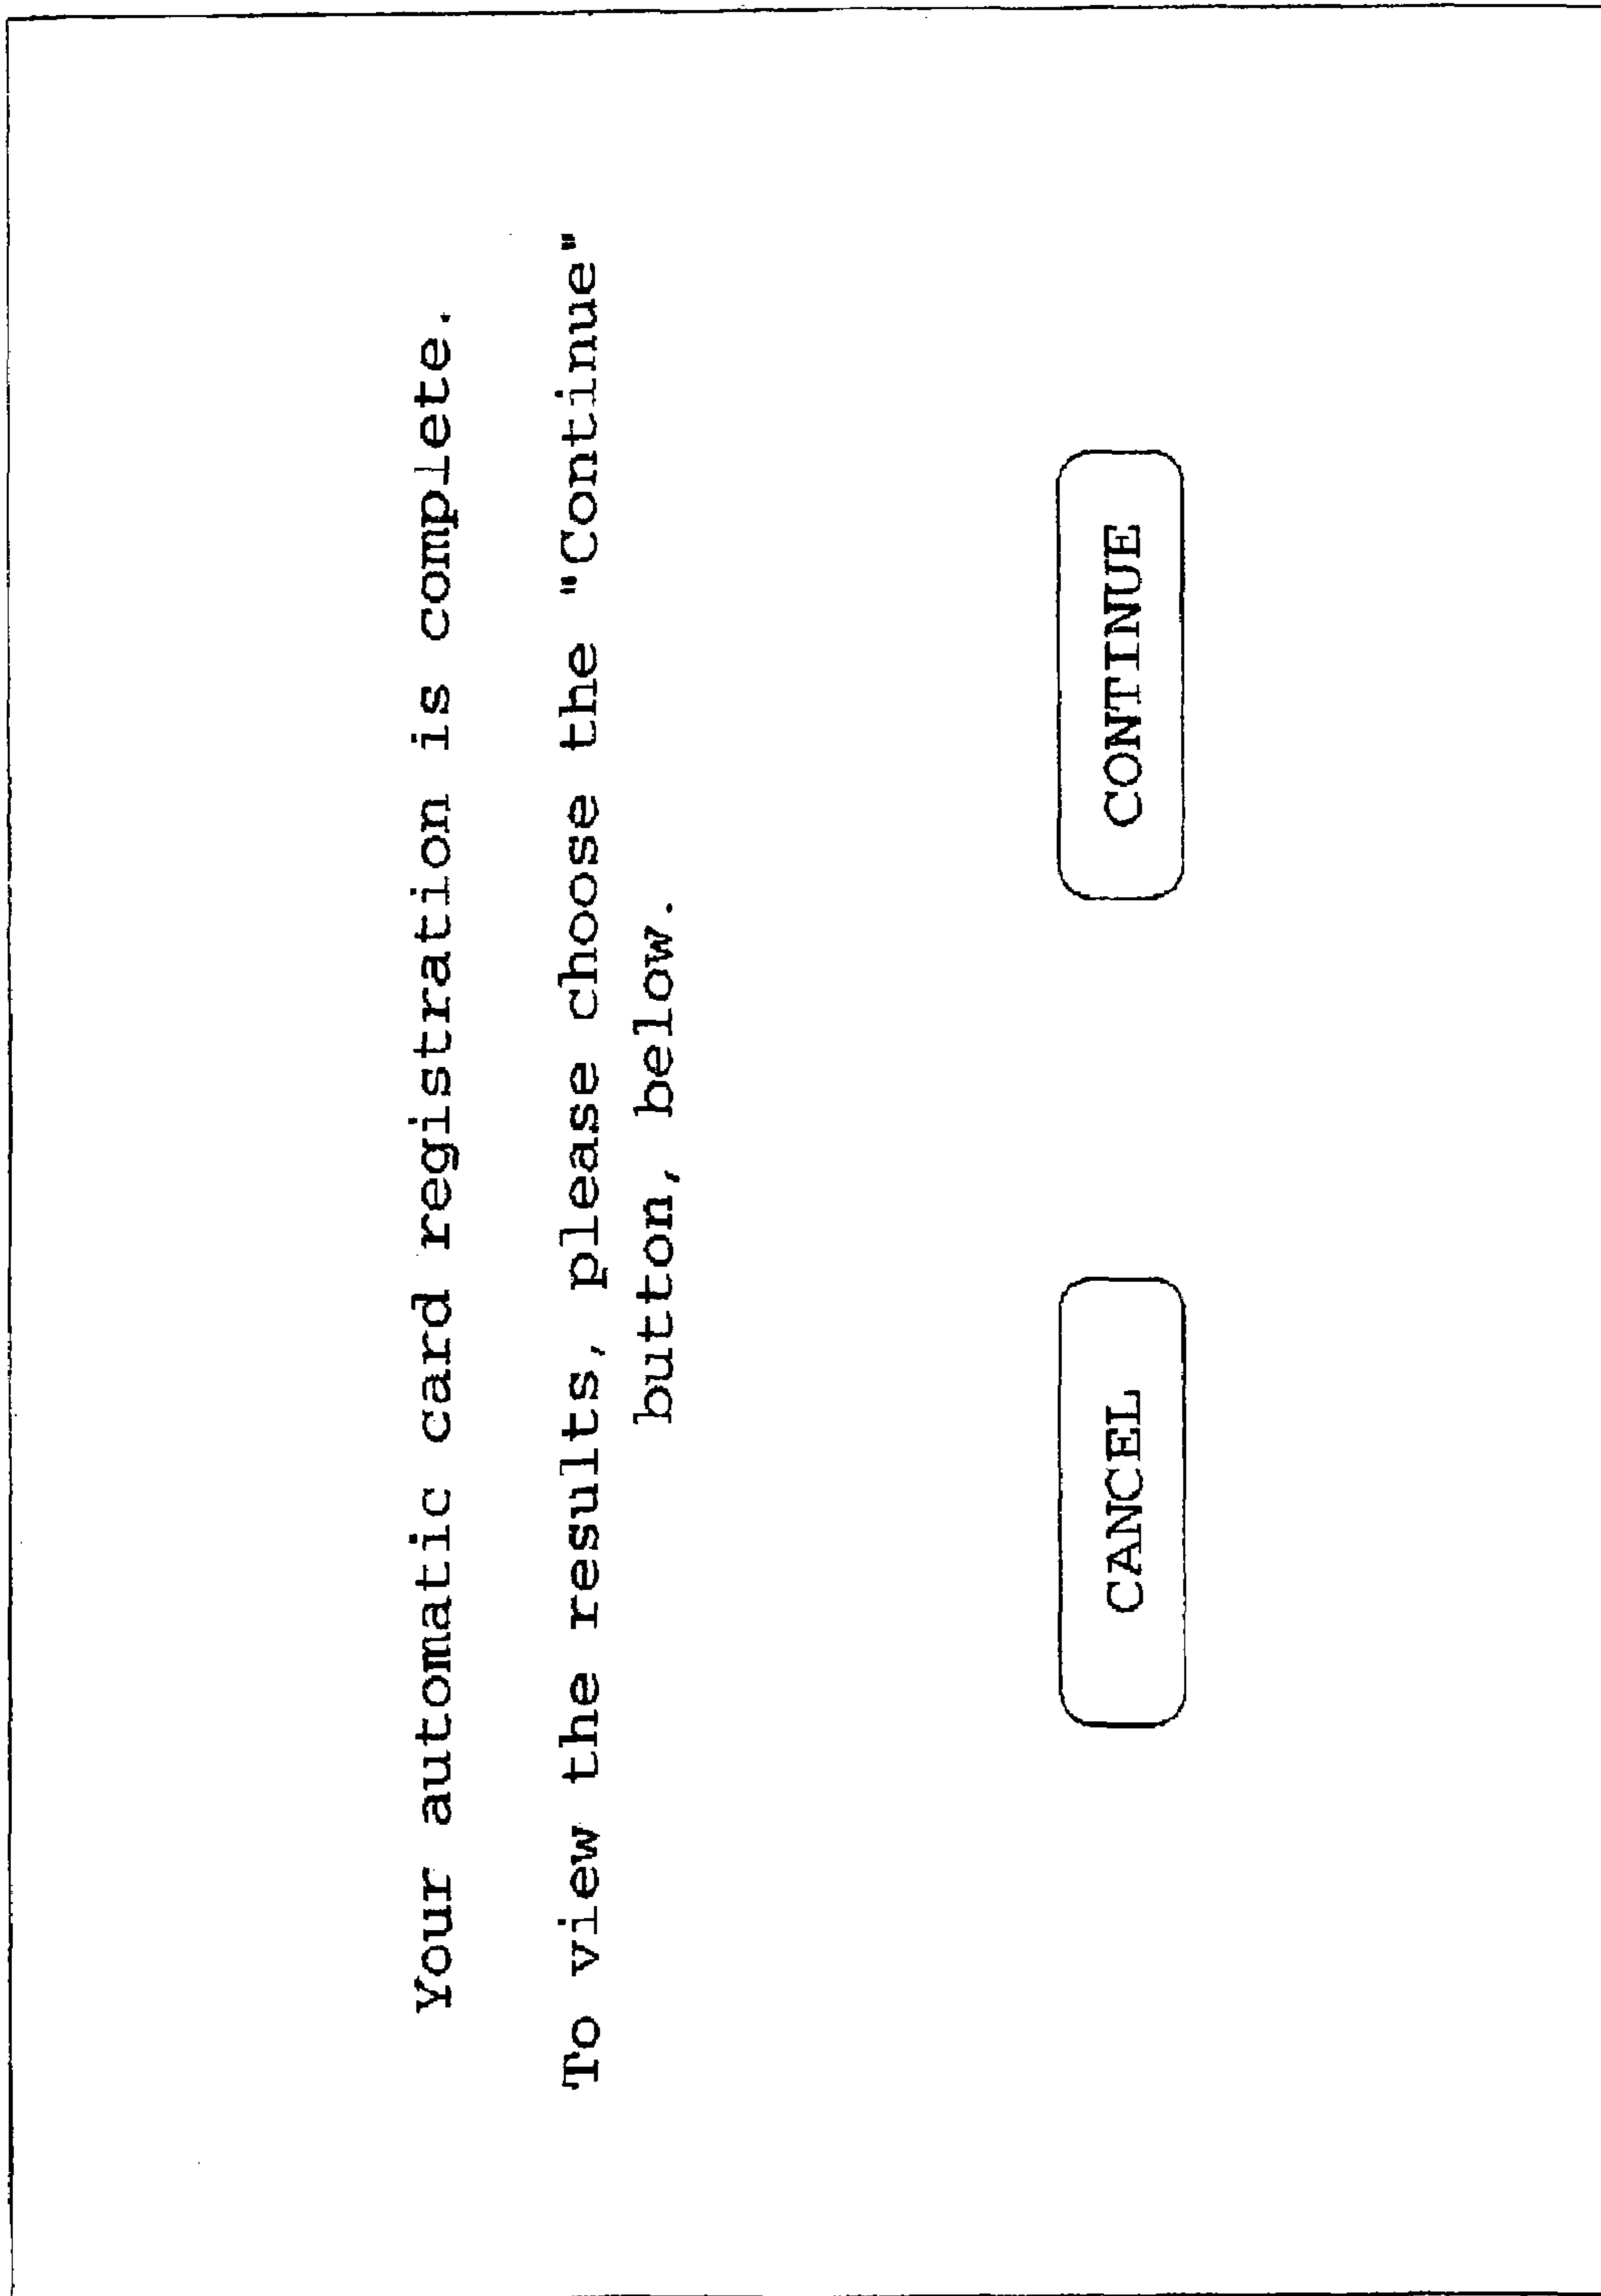 Your automatic card registration is complete.
To view the results, please choose the "Continue"
button, below.
CANCEL
CONTINUE